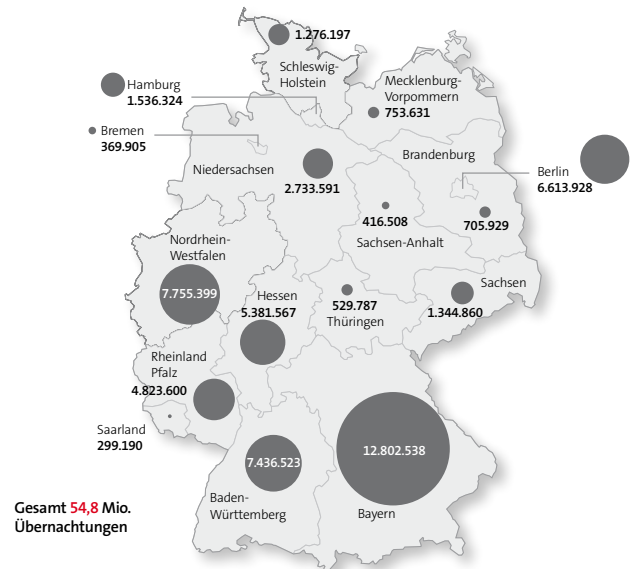 1.276.197
Schleswig-
Holstein
Hamburg
1.536.324
Mecklenburg-
Vorpommern
753.631
Bremen
369.905
Niedersachsen
2.733.591
Brandenburg
705.929
Berlin
6.613.928
416.508
Sachsen-Anhalt
Nordrhein-
Westfalen
7.755.399
Hessen
5.381.567
529.787
Thüringen
Sachsen
1.344.860
Rheinland
Pfalz
4.823.600
Saarland
299.190
7.436.523
Baden-
Württemberg
12.802.538
Bayern
Gesamt 54,8 Mio.
Übernachtungen